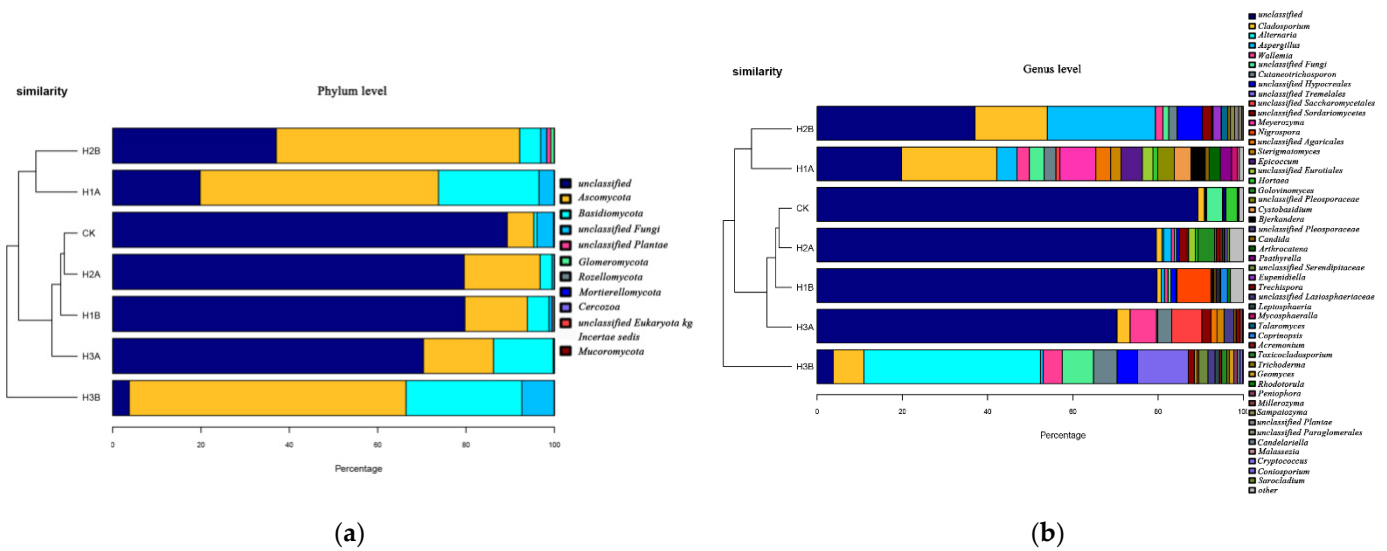 similarity
Phylum level
H2B
H1A
CK
H2A
H1B
H3A
H3B
unclassified
Ascomycota
Basidiomycota
unclassified Fungi
unclassified Plantae
Glomeromycota
Rozellomycota
Mortierellomycota
Cercozoa
unclassified Eukaryota kg
Incertae sedis
Mucoromycota
0 20 40 60 80 100
Percentage
(a)
similarity
Genus level
H2B
H1A
CK
H2A
H1B
H3A
H3B
0 20 40 60 80 100
Percentage
unclassified
Cladosporium
Alternaria
Aspergillus
Wallemia
unclassified Fungi
Cutaneotrichosporon
unclassified Hypocreales
unclassified Tremelales
unclassified Saccharomycetales
unclassified Sordariomycetes
Meyerozyma
Nigrospora
unclassified Agaricales
Sterigmatomyces
Epicoccum
unclassified Eurotiales
Hortaea
Golovinomyces
unclassified Pleosporaceae
Cystobasidium
Bjerkandera
unclassified Pleosporaceae
Candida
Arthrocatena
Psathyrella
unclassified Serendipitaceae
Eupenidiella
Trechispora
unclassified Lasiosphaeriaceae
Leptosphaeria
Mycosphaeralla
Talaromyces
Coprinopsis
Acremonium
Toxicocladosporium
Trichoderma
Geomyces
Rhodotorula
Peniophora
Millerozyma
Sampaiozyma
unclassified Plantae
unclassified Paraglomerales
Candelariella
Malassezia
Cryptococcus
Coniosporium
Sarocladium
other
(b)